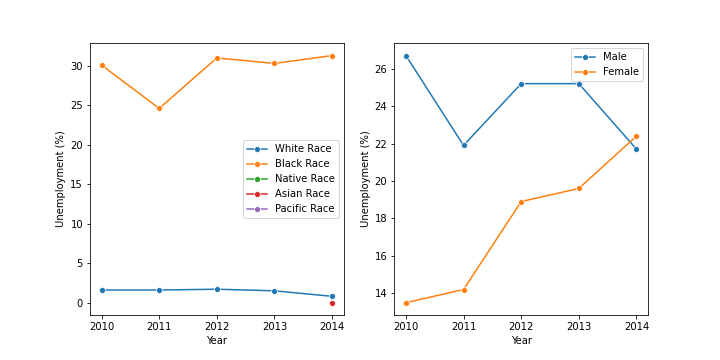 Unemployment (%)
30
25
20
15
10
5
0
2010 2011 2012 2013 2014
Year
White Race
Black Race
Native Race
Asian Race
Pacific Race
Unemployment (%)
26
24
22
20
18
16
14
2010 2011 2012 2013 2014
Year
Male
Female